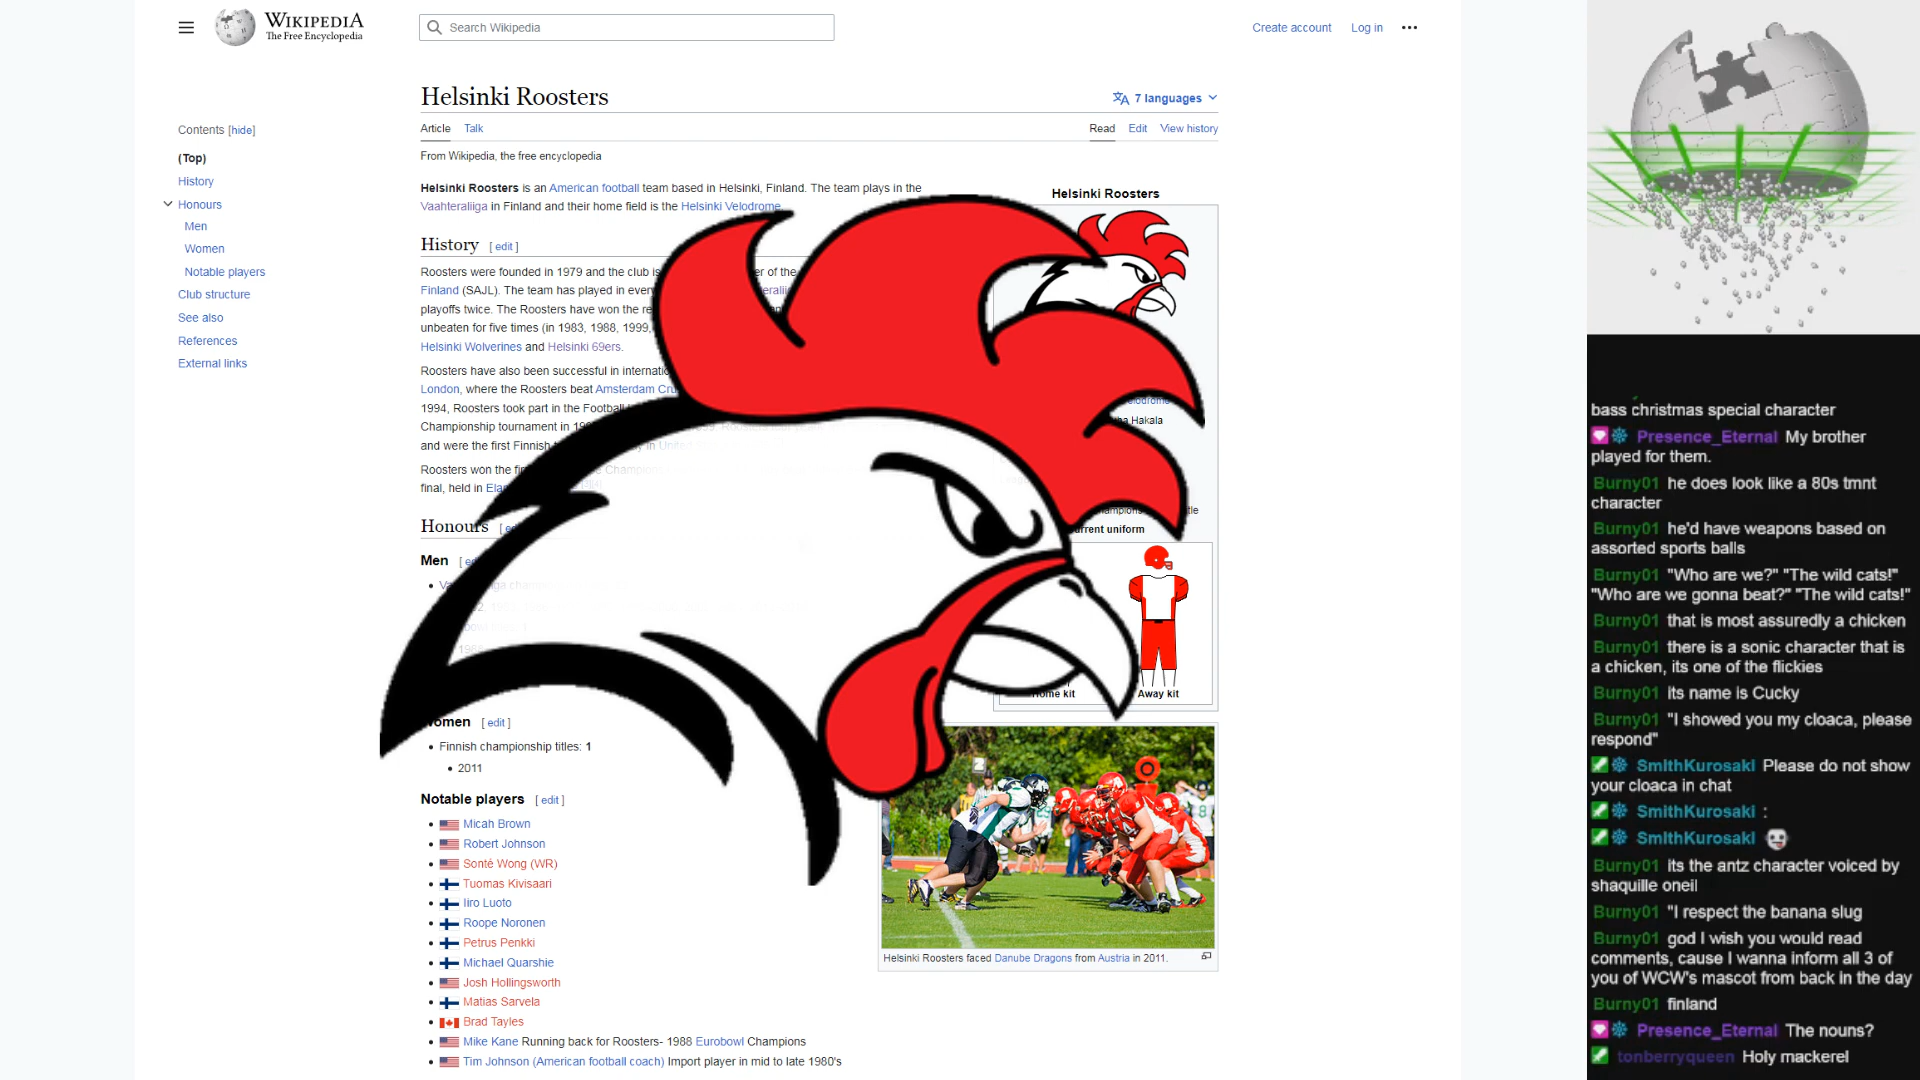 WIKIPEDIA
The Free Encyclopedia
Search Wikipedia
Create account Log in
Helsinki Roosters
7 languages
Article Talk
Read Edit View history
From Wikipedia, the free encyclopedia
Contents [hide]
(Top)
History
Honours
Men
Women
Notable players
Club structure
See also
References
External links
Helsinki Roosters is an American football team based in Helsinki, Finland. The team plays in the
Vaahteraliiga in Finland and their home field is the Helsinki Velodrome.
History [ edit ]
Roosters were founded in 1979 and the club is er of the
Finland (SAJL). The team has played in ever
playoffs twice. The Roosters have won the re
unbeaten for five times (in 1983, 1988, 1999,
Helsinki Wolverines and Helsinki 69ers.
Roosters have also been successful in internatio
London, where the Roosters beat Amsterdam Cru
1994, Roosters took part in the Football
Championship tournament in 19
and were the first Finnish
Roosters won the fir
final, held in Elan
Honours
Men
Women [ edit ]
Finnish championship titles: 1
2011
Notable players [ edit ]
Micah Brown
Robert Johnson
Sonté Wong (WR)
Tuomas Kivisaari
Iiro Luoto
Roope Noronen
Petrus Penkki
Michael Quarshie
Josh Hollingsworth
Matias Sarvela
Brad Tayles
Mike Kane Running back for Roosters- 1988 Eurobowl Champions
Tim Johnson (American football coach) Import player in mid to late 1980's
Helsinki Roosters
Hakala
rrent uniform
Home kit Away kit
Helsinki Roosters faced Danube Dragons from Austria in 2011.
bass christmas special character
Presence_Eternal My brother
played for them.
Burny01 he does look like a 80s tmnt
character
Burny01 he'd have weapons based on
assorted sports balls
Burny01 "Who are we?" "The wild cats!"
"Who are we gonna beat?" "The wild cats!"
Burny01 that is most assuredly a chicken
Burny01 there is a sonic character that is
a chicken, its one of the flickies
Burny01 its name is Cucky
Burny01 "I showed you my cloaca, please
respond"
SmithKurosaki Please do not show
your cloaca in chat
SmithKurosaki :
SmithKurosaki
Burny01 its the antz character voiced by
shaquille oneil
Burny01 "I respect the banana slug
Burny01 god I wish you would read
comments, cause I wanna inform all 3 of
you of WCW's mascot from back in the day
Burny01 finland
Presence_Eternal The nouns?
tonberryqueen Holy mackerel